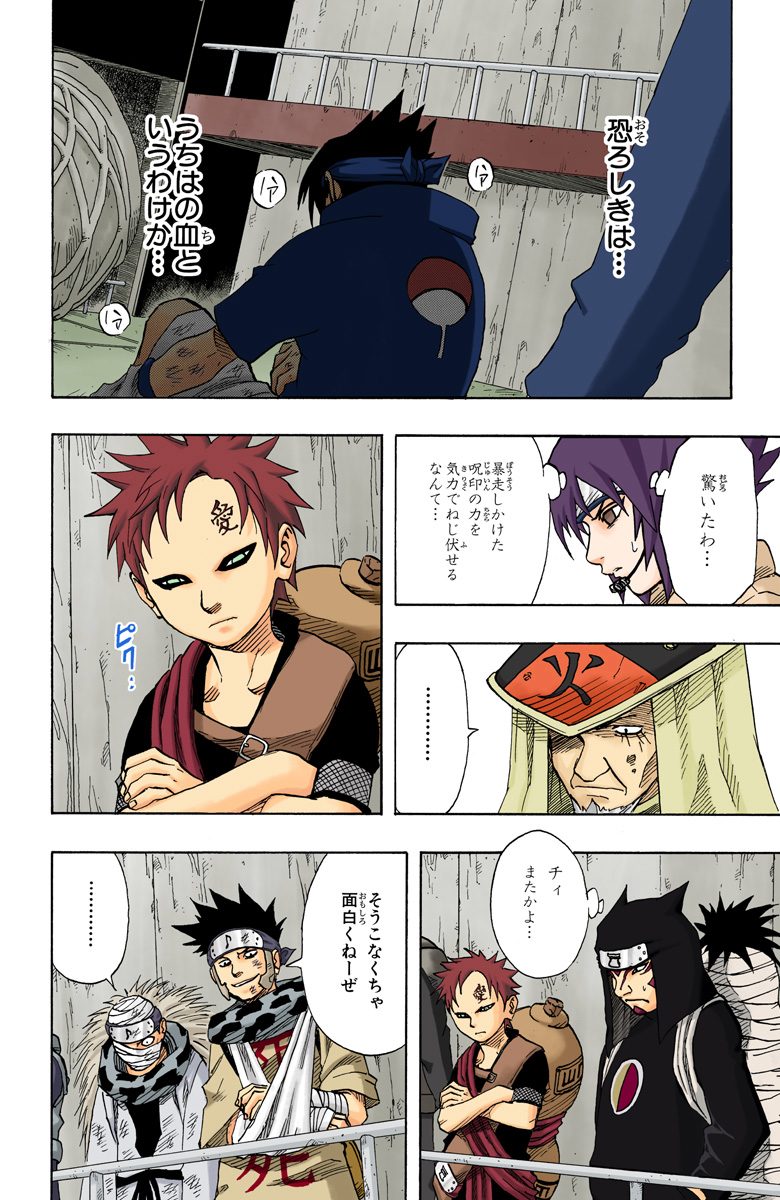 恐ろしきは…
うちはの血と
いうわけか…
ハァ
ハァ
ハァ
驚いたわ…
暴走しかけた
呪印の力を
気力でねじ伏せる
なんて…
火
…………
愛
ピク…
チィ
またかよ…
愛
そうこなくちゃ
面白くねーぜ
死
死
…………